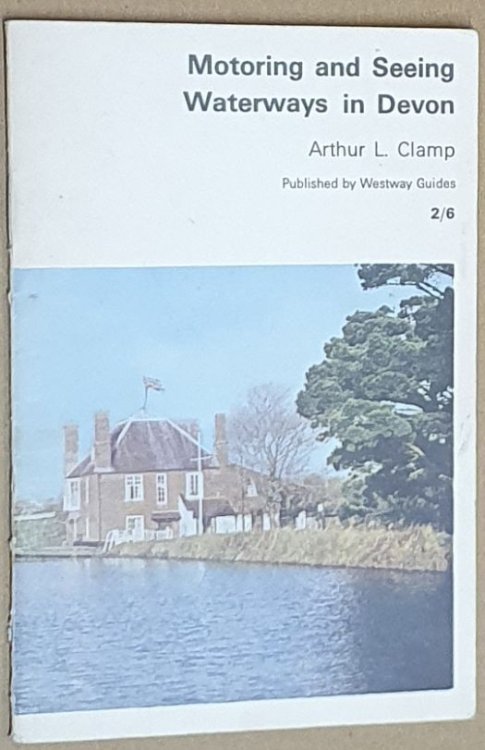 Motoring and Seeing
Waterways in Devon
Arthur L. Clamp
Published by Westway Guides
2/6